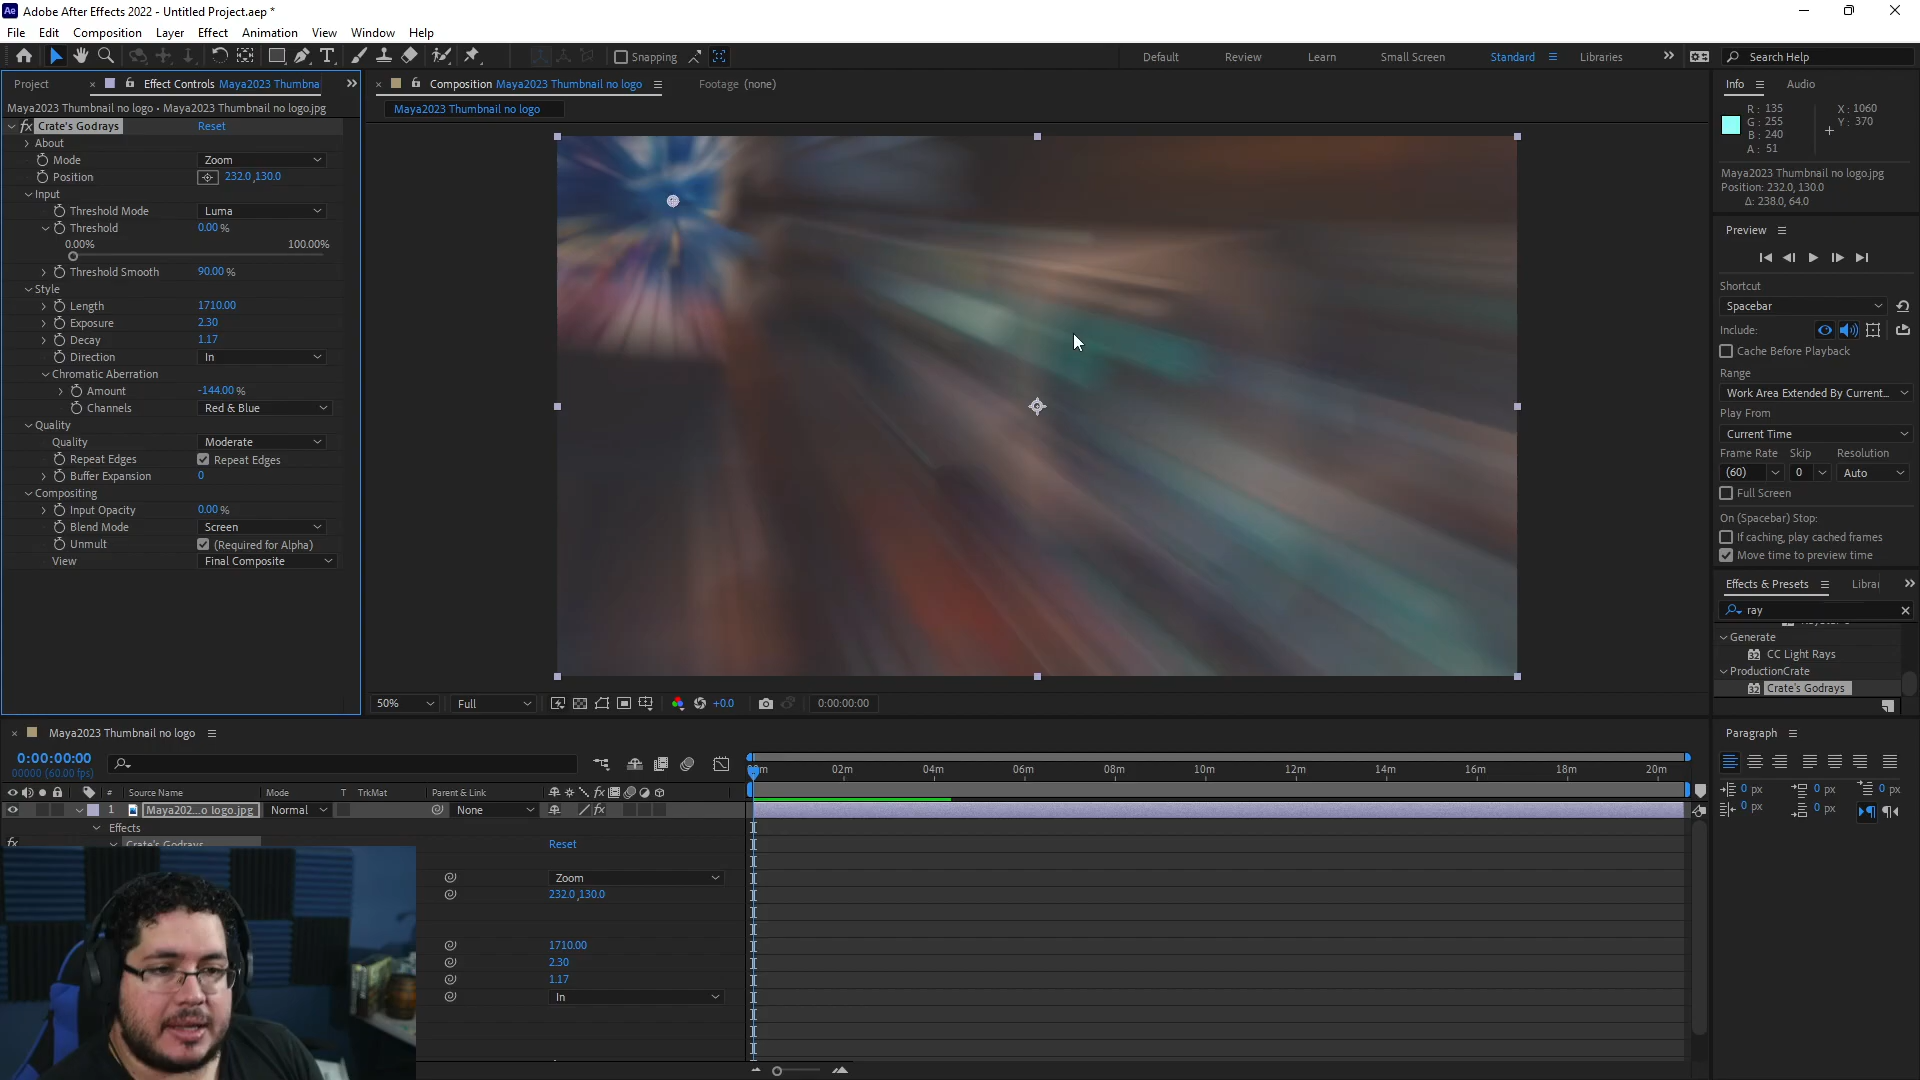 Ae Adobe After Effects 2022 - Untitled Project.aep *
File Edit Composition Layer Effect Animation View Window Help
Snapping Default Review Learn Small Screen Standard Libraries Search Help
Project Effect Controls Maya2023 Thumbna
Maya2023 Thumbnail no logo • Maya2023 Thumbnail no logo.jpg
fx Crate's Godrays Reset
About
Mode Zoom
Position 232.0,130.0
Input
Threshold Mode Luma
Threshold 0.00 %
0.00% 100.00%
Threshold Smooth 90.00 %
Style
Length 1710.00
Exposure 2.30
Decay 1.17
Direction In
Chromatic Aberration
Amount -144.00 %
Channels Red & Blue
Quality
Quality Moderate
Repeat Edges Repeat Edges
Buffer Expansion 0
Compositing
Input Opacity 0.00 %
Blend Mode Screen
Unmult (Required for Alpha)
View Final Composite
Composition Maya2023 Thumbnail no logo Footage (none)
Maya2023 Thumbnail no logo
50% Full +0.0 0:00:00:00
Info Audio
R: 135 X: 1060
G: 255 Y: 370
B: 240
A: 51
Maya2023 Thumbnail no logo.jpg
Position: 232.0, 130.0
Δ: 238.0, 64.0
Preview
Shortcut
Spacebar
Include:
Cache Before Playback
Range
Work Area Extended By Current...
Play From
Current Time
Frame Rate Skip Resolution
(60) 0 Auto
Full Screen
On (Spacebar) Stop:
If caching, play cached frames
Move time to preview time
Effects & Presets Librar
ray
Generate
32 CC Light Rays
ProductionCrate
32 Crate's Godrays
Paragraph
0 px 0 px 0 px
0 px 0 px
Maya2023 Thumbnail no logo
0:00:00:00
00000 (60.00 fps)
02m 04m 06m 08m 10m 12m 14m 16m 18m 20m
# Source Name Mode T TrkMat Parent & Link fx
1 Maya202...o logo.jpg Normal None fx
Effects
fx Crate's Godrays Reset
Zoom
232.0,130.0
1710.00
2.30
1.17
In